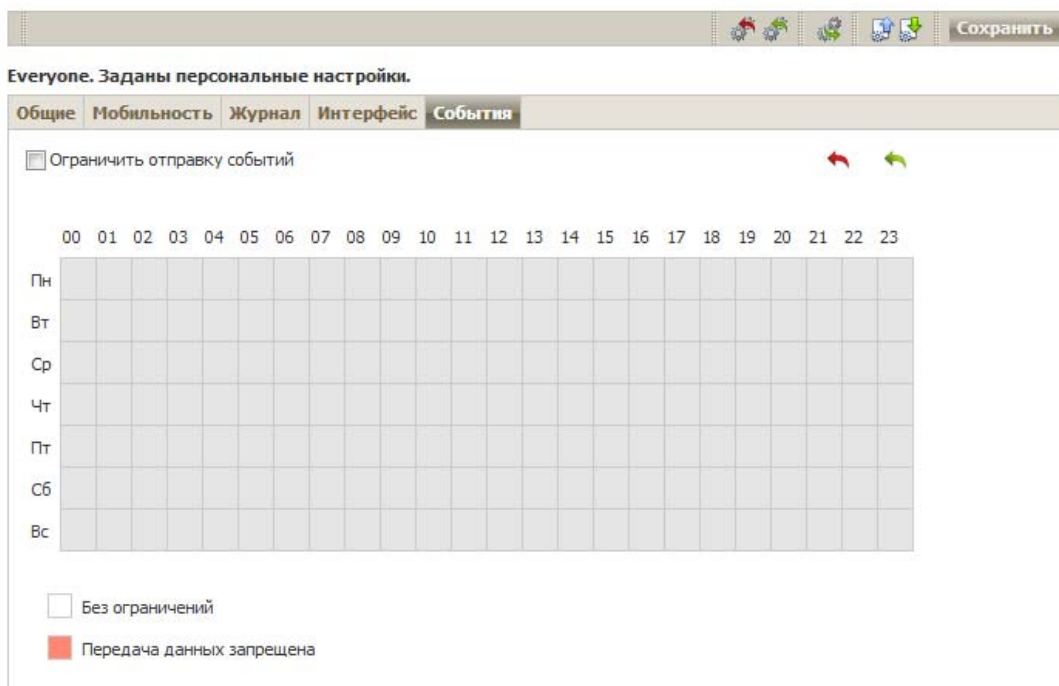 Сохранить
Everyone. Заданы персональные настройки.
Общие Мобильность Журнал Интерфейс События
Ограничить отправку событий
00 01 02 03 04 05 06 07 08 09 10 11 12 13 14 15 16 17 18 19 20 21 22 23
Пн
Вт
Ср
Чт
Пт
Сб
Вс
Без ограничений
Передача данных запрещена